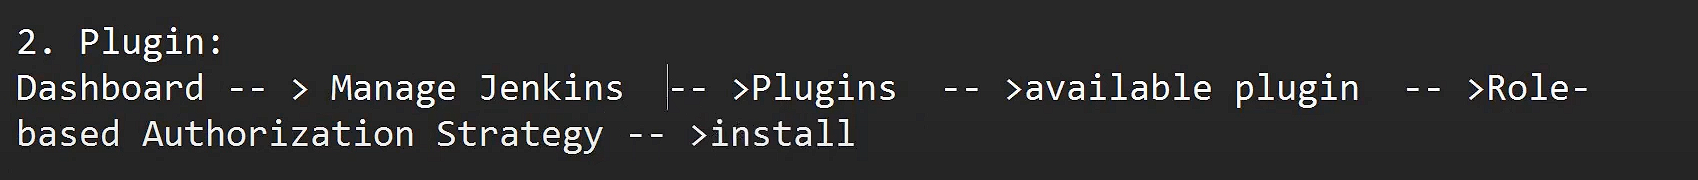 2. Plugin:
Dashboard -- > Manage Jenkins  -- >Plugins  -- >available plugin  -- >Role-
based Authorization Strategy -- >install